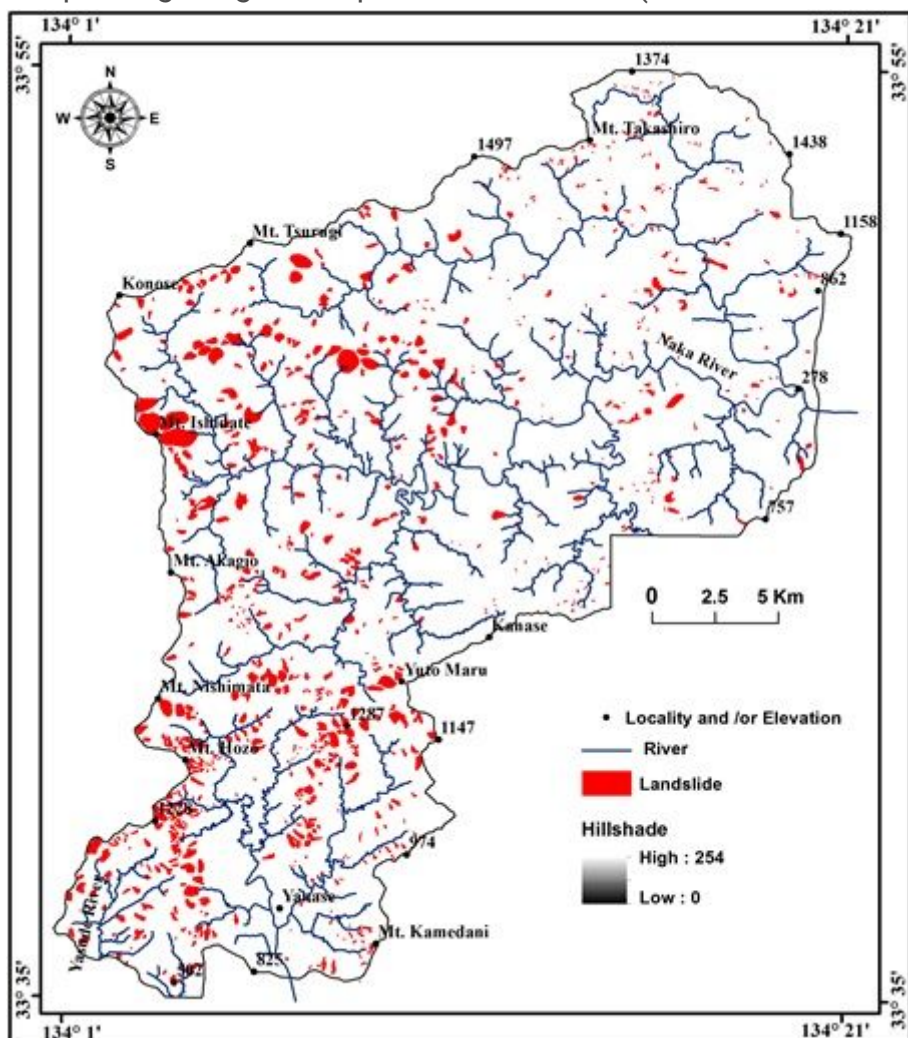 134° 1'
134° 21'
33° 55'
33° 55'
N
W
E
S
1374
Mt. Takashiro
1497
1438
Mt. Tsurugi
1158
Konose
862
Naka River
278
Mt. Ishidate
757
Mt. Akagio
0 2.5 5 Km
Kanase
Yuto Maru
Mt. Nishimata
1287
1147
Mt. Hozo
Locality and /or Elevation
River
Landslide
Hillshade
High : 254
Low : 0
974
Yanase
Mt. Kamedani
825
33° 35'
33° 35'
134° 1'
134° 21'